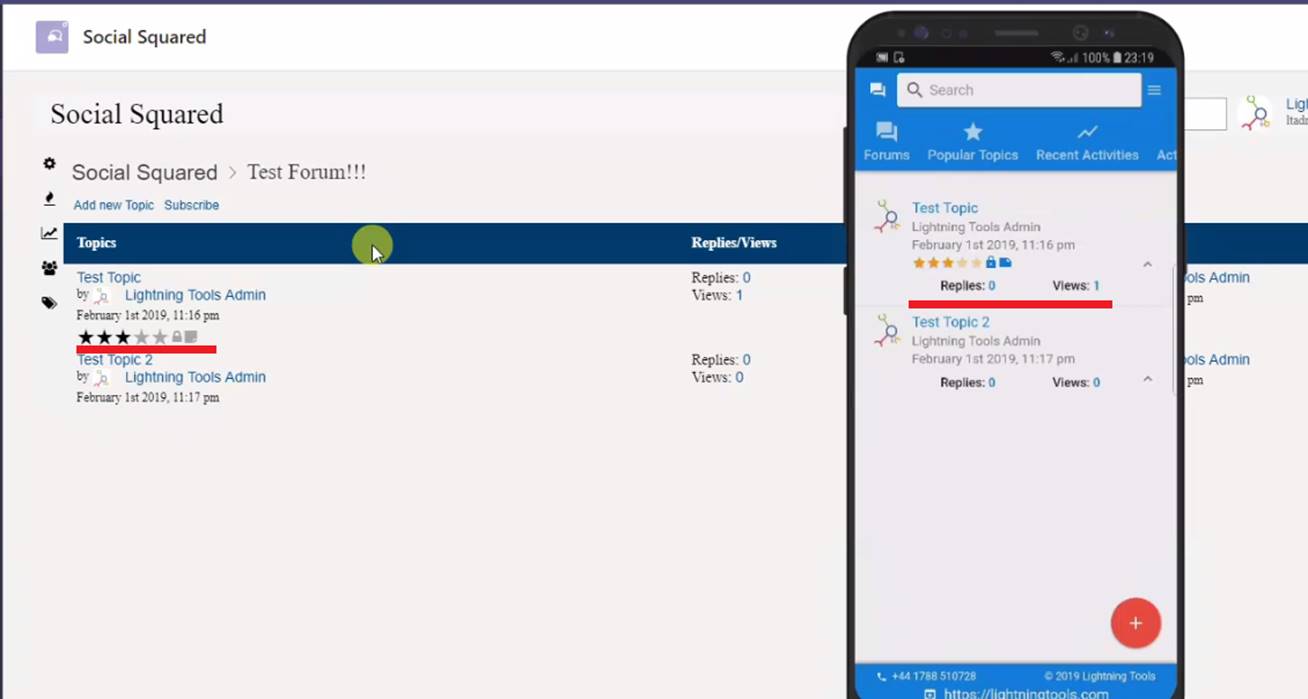 Social Squared
Social Squared
Social Squared > Test Forum!!!
Add new Topic Subscribe
Topics Replies/Views
Test Topic
by Lightning Tools Admin
February 1st 2019, 11:16 pm
Replies: 0
Views: 1
Test Topic 2
by Lightning Tools Admin
February 1st 2019, 11:17 pm
Replies: 0
Views: 0
100% 23:19
Search
Forums Popular Topics Recent Activities Act
Test Topic
Lightning Tools Admin
February 1st 2019, 11:16 pm
Replies: 0 Views: 1
Test Topic 2
Lightning Tools Admin
February 1st 2019, 11:17 pm
Replies: 0 Views: 0
+
+44 1788 510728 © 2019 Lightning Tools
https://lightningtools.com
Ligh
ltadm
ools Admin
pm
ools Admin
pm